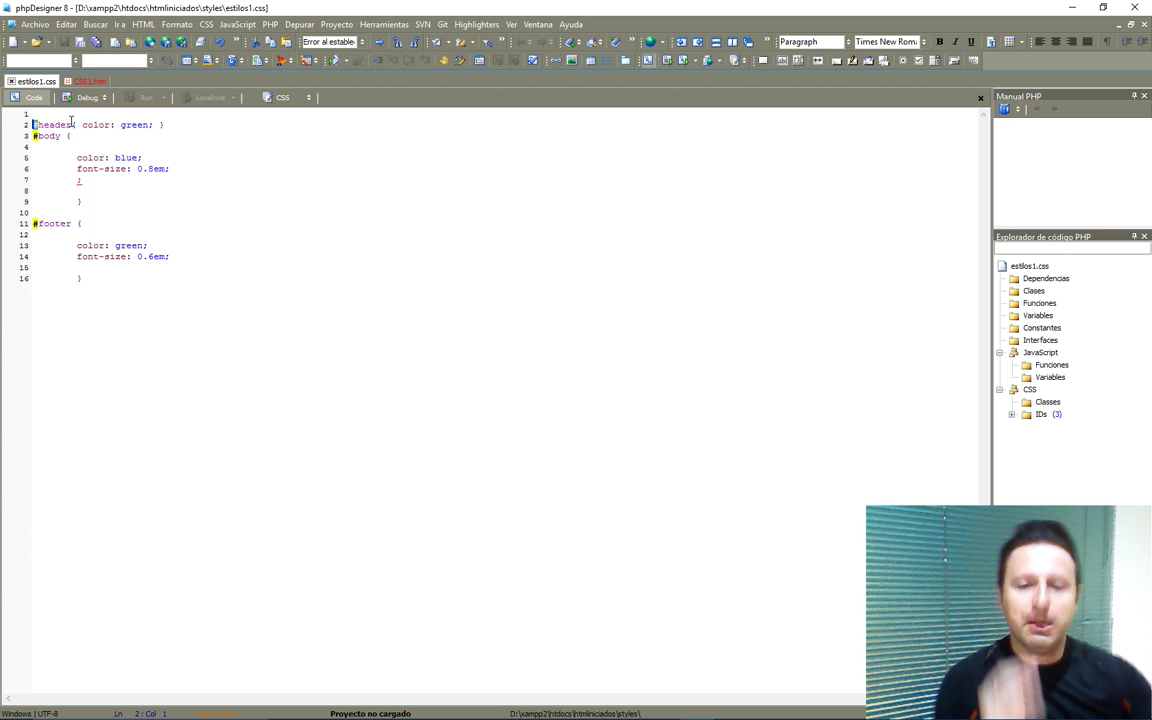 phpDesigner 8 - [D:\xampp2\htdocs\htmliniciados\styles\estilos1.css]
Archivo Editar Buscar Ir a HTML Formato CSS JavaScript PHP Depurar Proyecto Herramientas SVN Git Highlighters Ver Ventana Ayuda
Error al estable Paragraph Times New Rom B I U
estilos1.css CSS1.htm
Code Debug Run Localhost CSS
1
2 header{ color: green; }
3 #body {
4
5 color: blue;
6 font-size: 0.8em;
7 ;
8
9 }
10
11 #footer {
12
13 color: green;
14 font-size: 0.6em;
15
16 }
Manual PHP
Explorador de código PHP
estilos1.css
Dependencias
Clases
Funciones
Variables
Constantes
Interfaces
JavaScript
Funciones
Variables
CSS
Classes
IDs (3)
Windows | UTF-8 Ln 2 : Col 1 Proyecto no cargado D:\xampp2\htdocs\htmliniciados\styles\